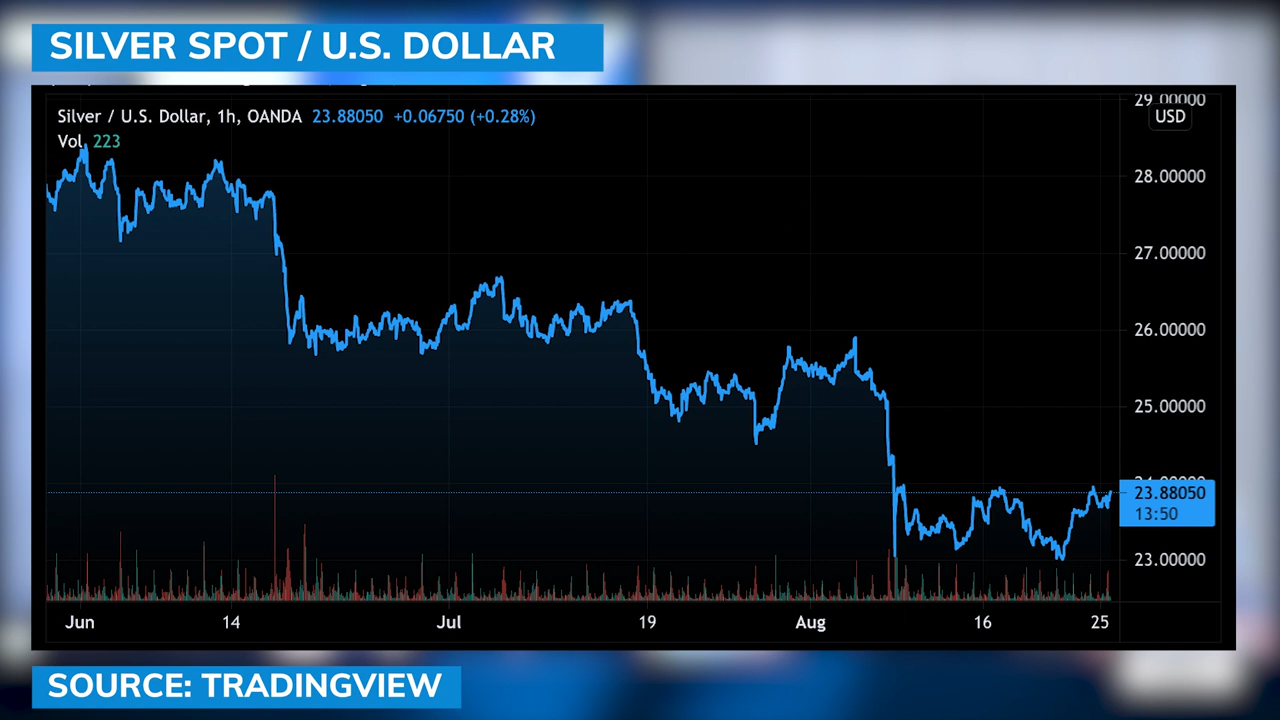 SILVER SPOT / U.S. DOLLAR
Silver / U.S. Dollar, 1h, OANDA 23.88050 +0.06750 (+0.28%)
Vol 223
29.00000
USD
28.00000
27.00000
26.00000
25.00000
23.88050
13:50
23.00000
Jun 14 Jul 19 Aug 16 25
SOURCE: TRADINGVIEW